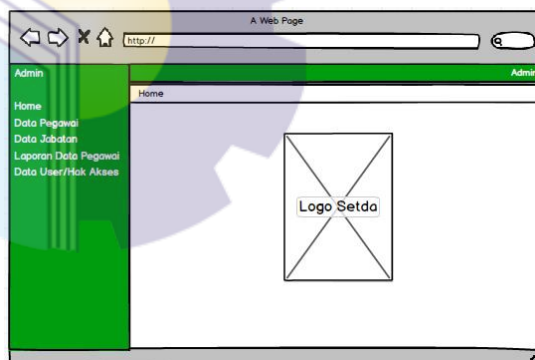 A Web Page
http://
Admin
Admin
Home
Home
Data Pegawai
Data Jabatan
Laporan Data Pegawai
Data User/Hak Akses
Logo Setda